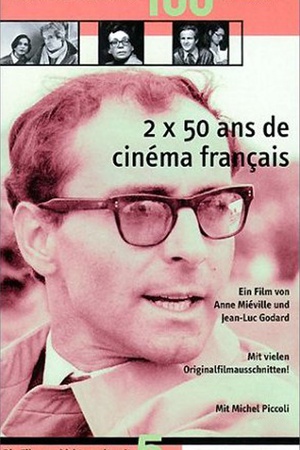 100
2 x 50 ans de
cinéma français
Ein Film von
Anne Miéville und
Jean-Luc Godard
Mit vielen
Originalfilmausschnitten!
Mit Michel Piccoli
5